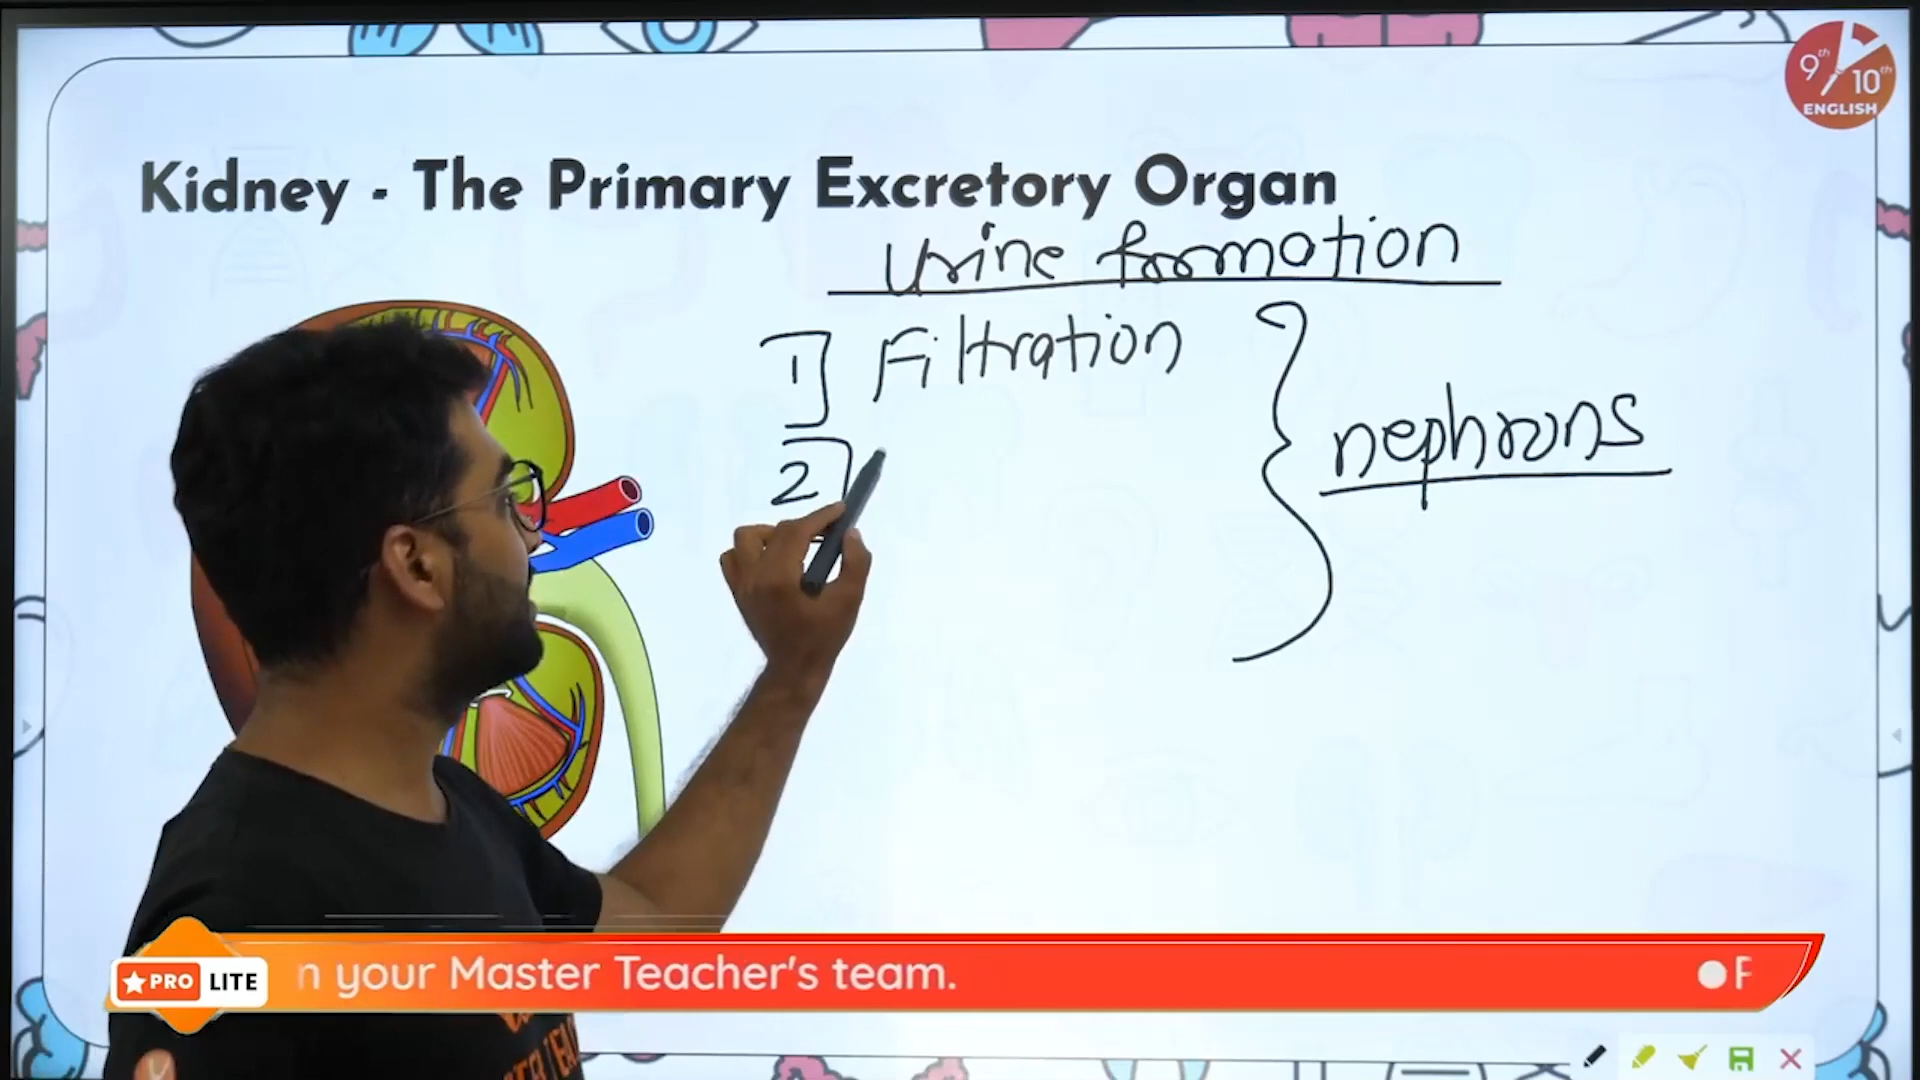 9th 10th
ENGLISH
Kidney - The Primary Excretory Organ
Urine formation
1] Filtration
2]
nephrons
PRO LITE
n your Master Teacher's team.
F